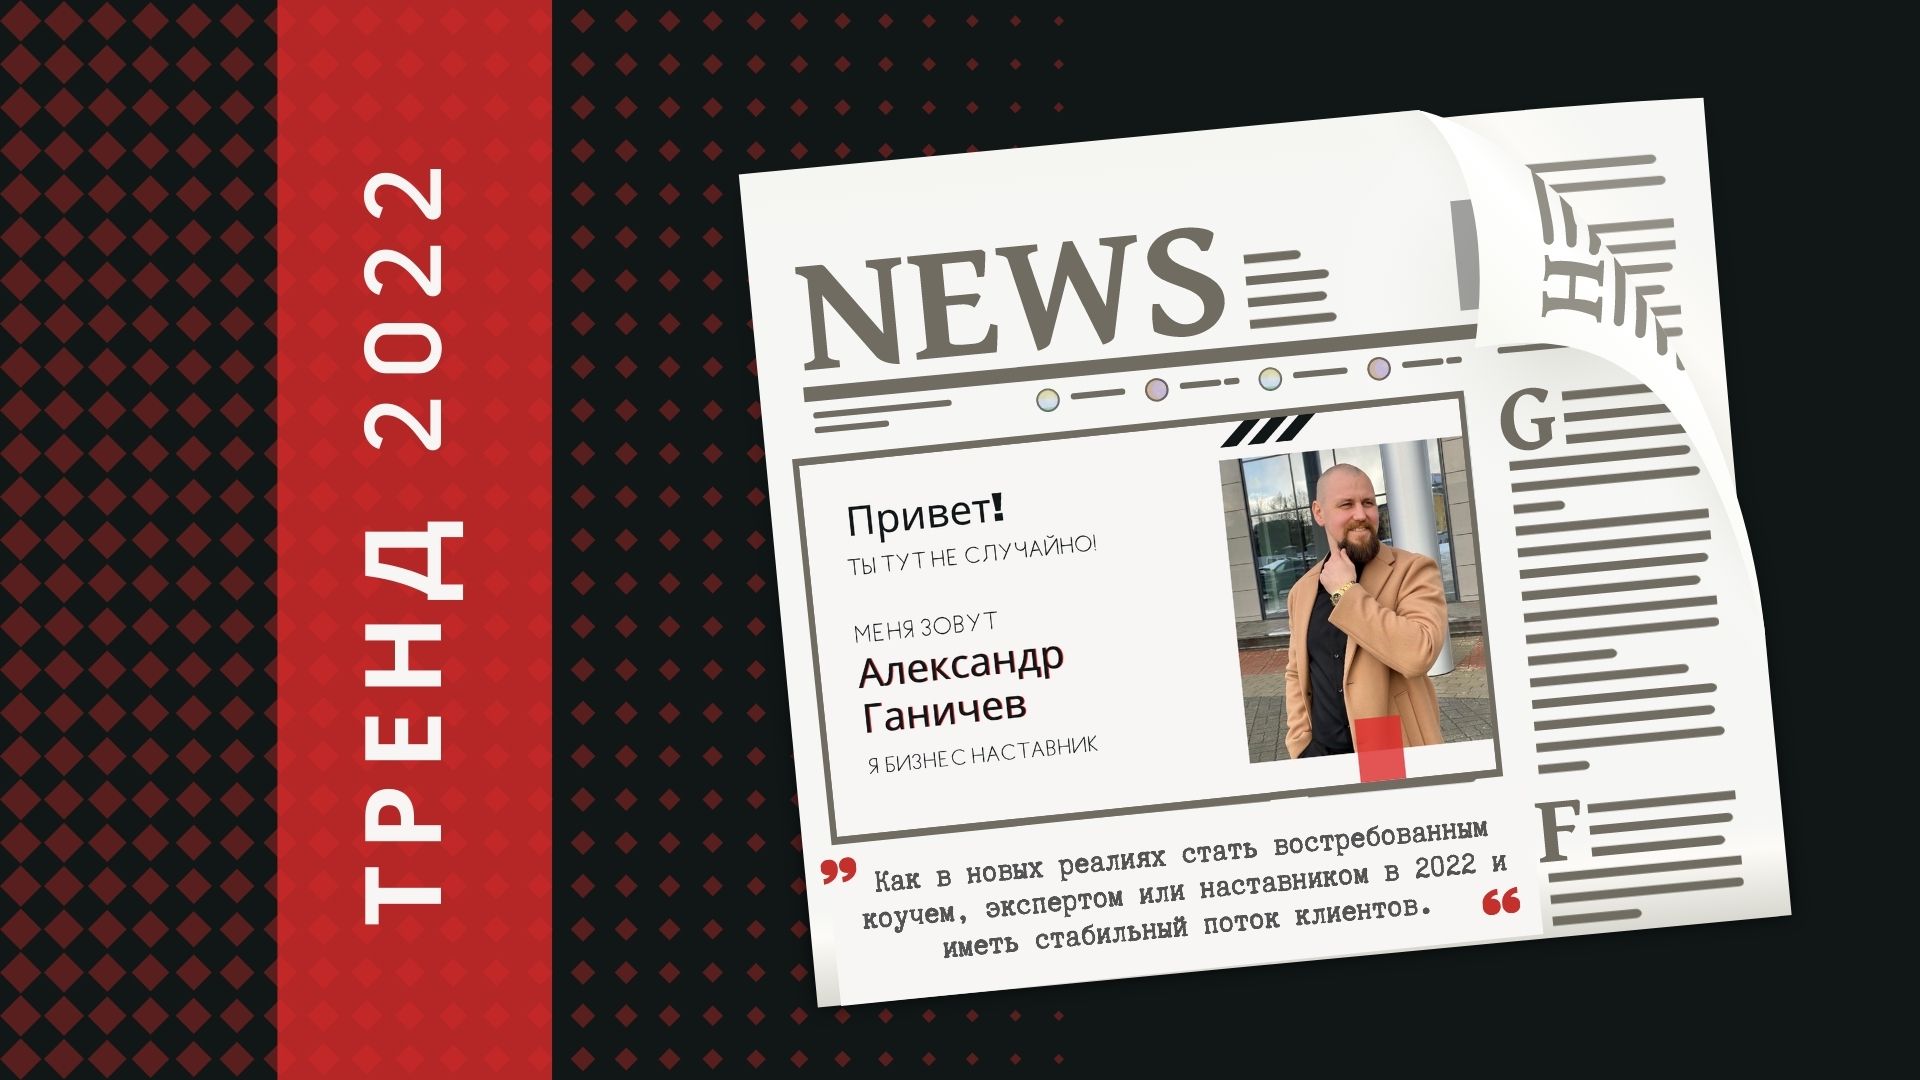 ТРЕНД 2022
NEWS
H
Привет!
ТЫ ТУТ НЕ СЛУЧАЙНО!
МЕНЯ ЗОВУТ
Александр
Ганичев
Я БИЗНЕС НАСТАВНИК
G
F
” Как в новых реалиях стать востребованным
коучем, экспертом или наставником в 2022 и
иметь стабильный поток клиентов. “